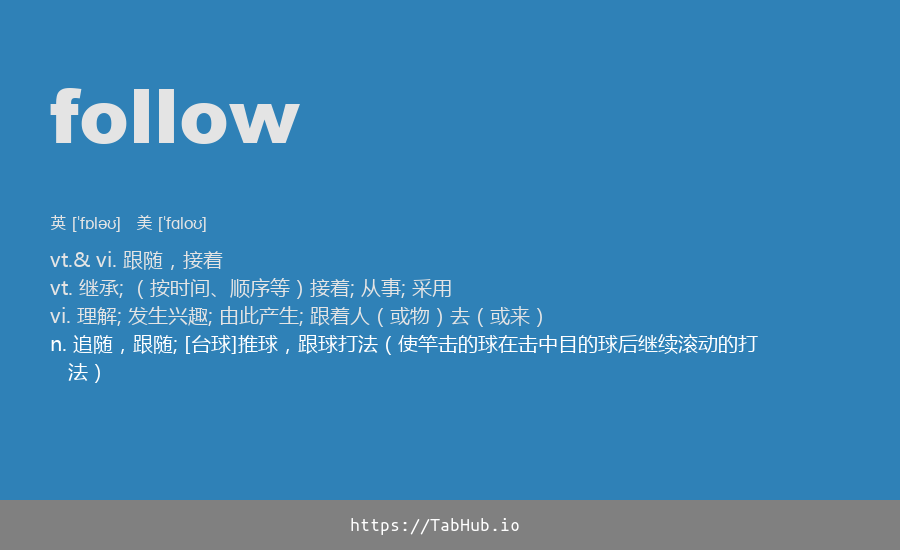 follow
英 [ˈfɒləʊ] 美 [ˈfɑloʊ]
vt.& vi. 跟随，接着
vt. 继承; （按时间、顺序等）接着; 从事; 采用
vi. 理解; 发生兴趣; 由此产生; 跟着人（或物）去（或来）
n. 追随，跟随; [台球]推球，跟球打法（使竿击的球在击中目的球后继续滚动的打
法）
https://TabHub.io